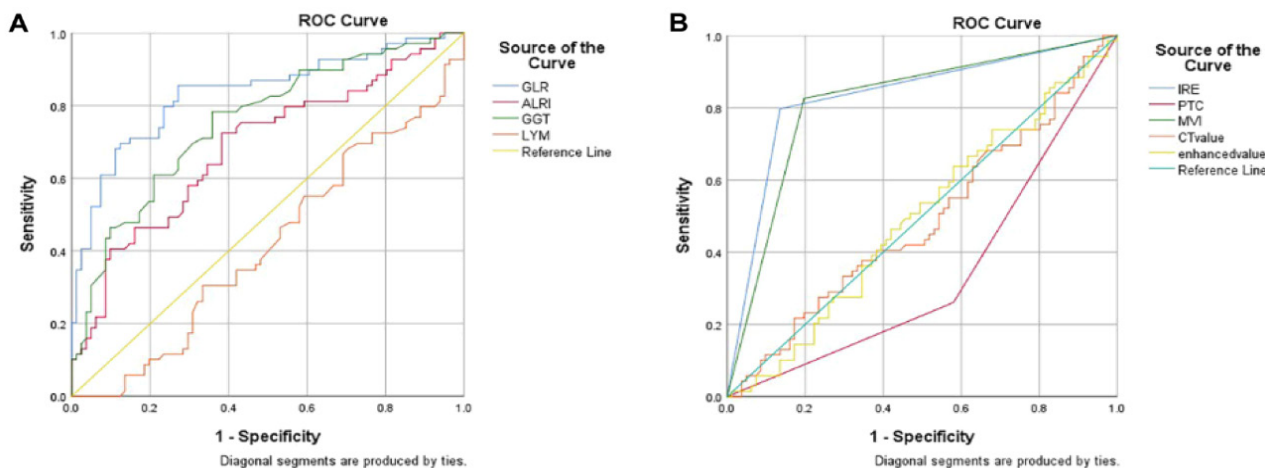 A
ROC Curve
1.0
0.8
0.6
0.4
0.2
0.0
Sensitivity
0.0
0.2
0.4
0.6
0.8
1.0
1 - Specificity
Diagonal segments are produced by ties.
Source of the
Curve
GLR
ALRI
GGT
LYM
Reference Line
B
ROC Curve
1.0
0.8
0.6
0.4
0.2
0.0
Sensitivity
0.0
0.2
0.4
0.6
0.8
1.0
1 - Specificity
Diagonal segments are produced by ties.
Source of the
Curve
IRE
PTC
MVI
CTvalue
enhancedvalue
Reference Line